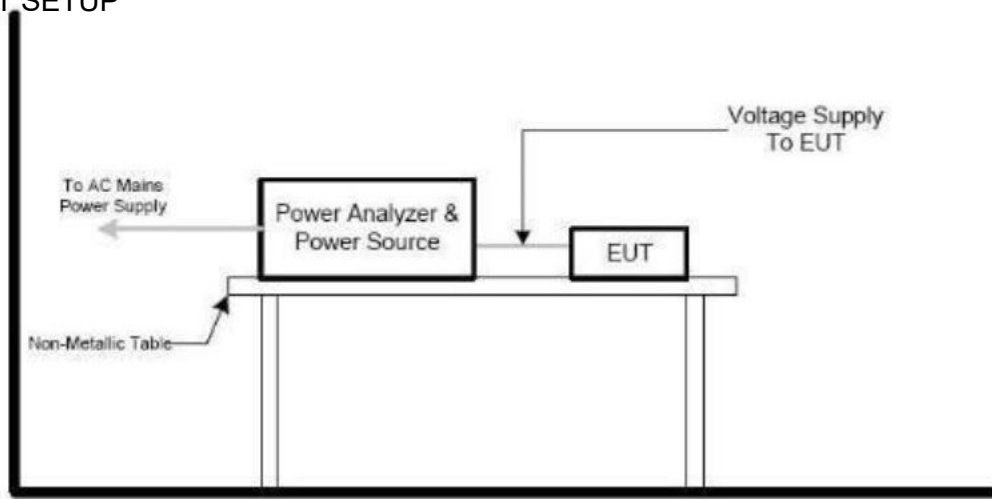 SETUP
Voltage Supply
To EUT
To AC Mains
Power Supply
Power Analyzer &
Power Source
EUT
Non-Metallic Table